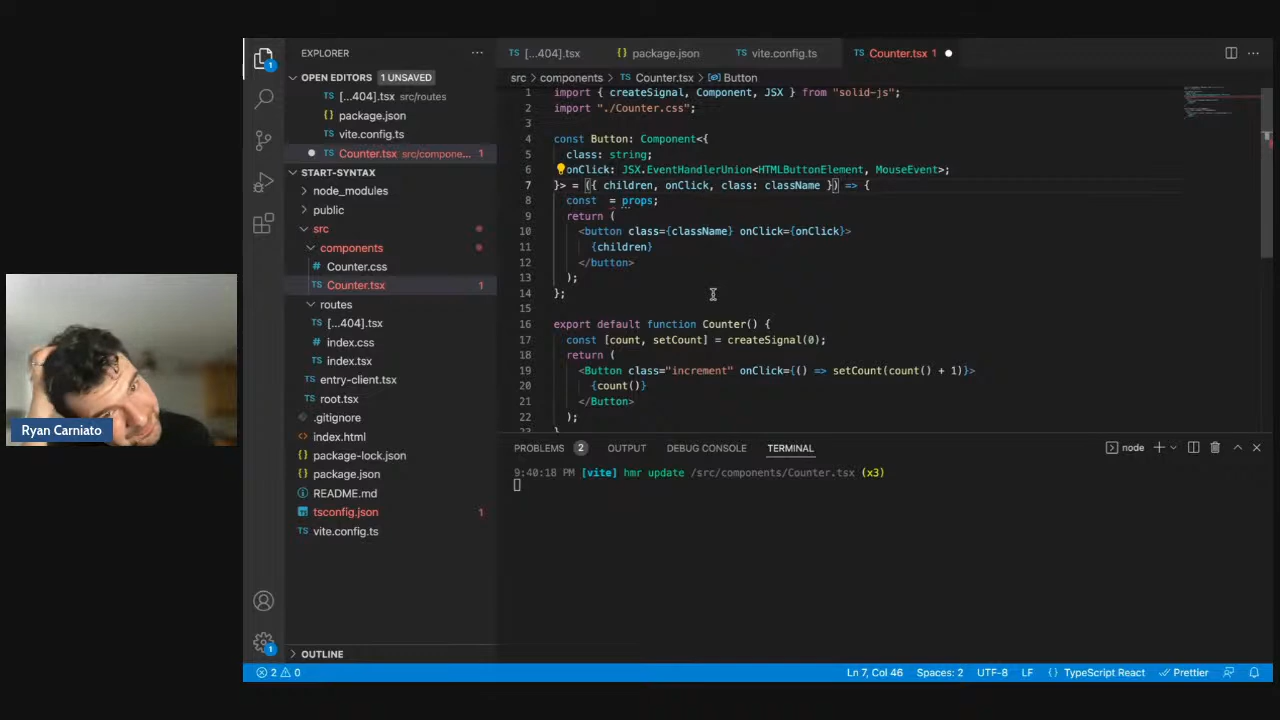 EXPLORER
OPEN EDITORS 1 UNSAVED
[...404].tsx src/routes
package.json
vite.config.ts
Counter.tsx src/compone... 1
START-SYNTAX
node_modules
public
src
components
# Counter.css
TS Counter.tsx 1
routes
TS [...404].tsx
# index.css
TS index.tsx
TS entry-client.tsx
TS root.tsx
.gitignore
<> index.html
{} package-lock.json
{} package.json
README.md
tsconfig.json 1
TS vite.config.ts
OUTLINE
TS [...404].tsx
{} package.json
TS vite.config.ts
TS Counter.tsx 1
src > components > TS Counter.tsx > Button
1 import { createSignal, Component, JSX } from "solid-js";
2 import "./Counter.css";
3
4 const Button: Component<{
5 class: string;
6 onClick: JSX.EventHandlerUnion<HTMLButtonElement, MouseEvent>;
7 }> = ({ children, onClick, class: className }) => {
8 const = props;
9 return (
10 <button class={className} onClick={onClick}>
11 {children}
12 </button>
13 );
14 };
15
16 export default function Counter() {
17 const [count, setCount] = createSignal(0);
18 return (
19 <Button class="increment" onClick={() => setCount(count() + 1)}>
20 {count()}
21 </Button>
22 );
23 }
PROBLEMS 2 OUTPUT DEBUG CONSOLE TERMINAL node
9:40:18 PM [vite] hmr update /src/components/Counter.tsx (x3)
Ryan Carniato
1
1
2 0
Ln 7, Col 46 Spaces: 2 UTF-8 LF {} TypeScript React Prettier